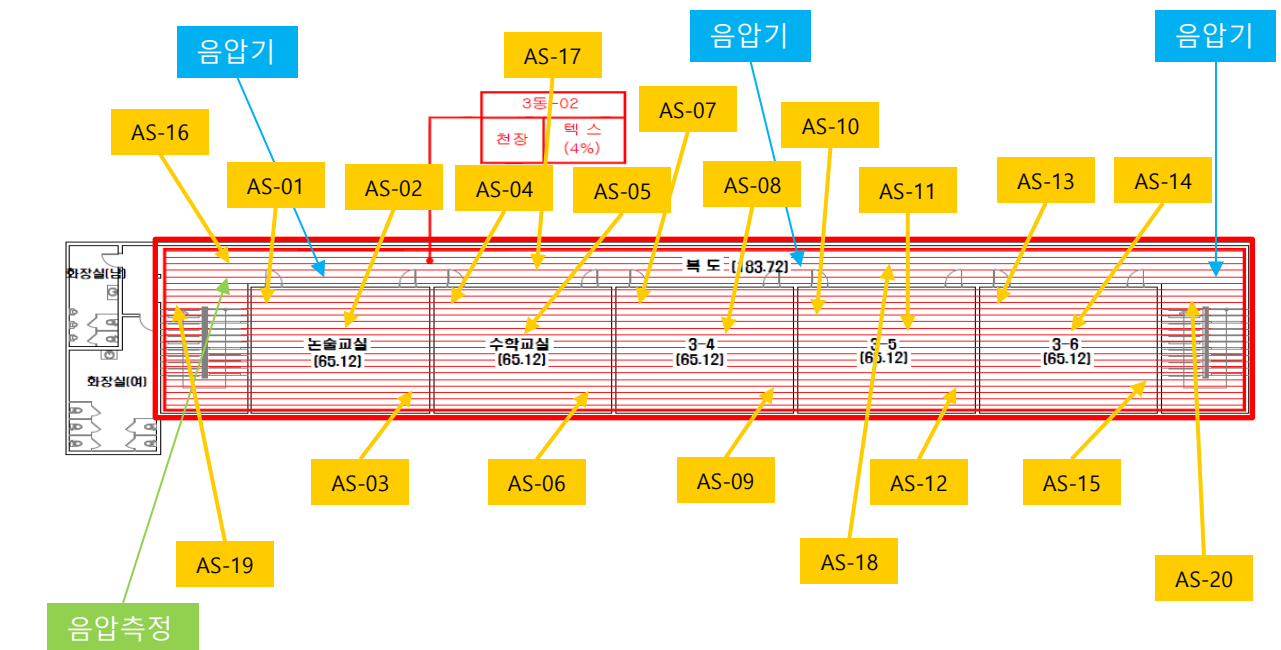 음압기
음압기
음압기
AS-17
3동-02
천장
텍 스
(4%)
AS-07
AS-16
AS-10
AS-01
AS-02
AS-04
AS-05
AS-08
AS-11
AS-13
AS-14
화장실(남)
복 도 (183.72)
논술교실
(65.12)
수학교실
(65.12)
3-4
(65.12)
3-5
(65.12)
3-6
(65.12)
화장실(여)
AS-03
AS-06
AS-09
AS-12
AS-15
AS-19
AS-18
AS-20
음압측정